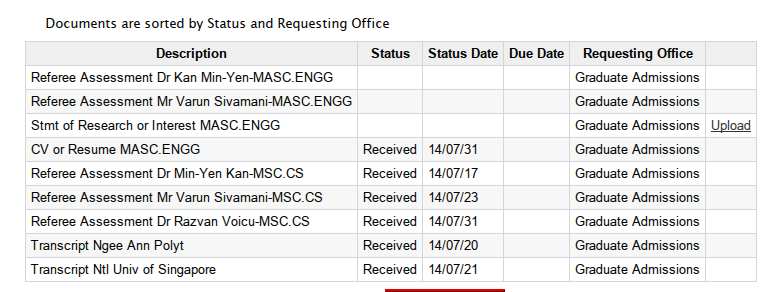 Documents are sorted by Status and Requesting Office
Description Status Status Date Due Date Requesting Office
Referee Assessment Dr Kan Min-Yen-MASC.ENGG Graduate Admissions
Referee Assessment Mr Varun Sivamani-MASC.ENGG Graduate Admissions
Stmt of Research or Interest MASC.ENGG Graduate Admissions Upload
CV or Resume MASC.ENGG Received 14/07/31 Graduate Admissions
Referee Assessment Dr Min-Yen Kan-MSC.CS Received 14/07/17 Graduate Admissions
Referee Assessment Mr Varun Sivamani-MSC.CS Received 14/07/23 Graduate Admissions
Referee Assessment Dr Razvan Voicu-MSC.CS Received 14/07/31 Graduate Admissions
Transcript Ngee Ann Polyt Received 14/07/20 Graduate Admissions
Transcript Ntl Univ of Singapore Received 14/07/21 Graduate Admissions